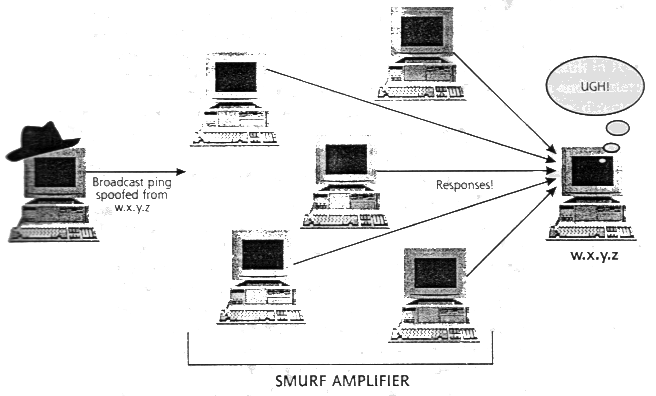 UGH!
Broadcast ping
spoofed from
w.x.y.z
Responses!
w.x.y.z
SMURF AMPLIFIER